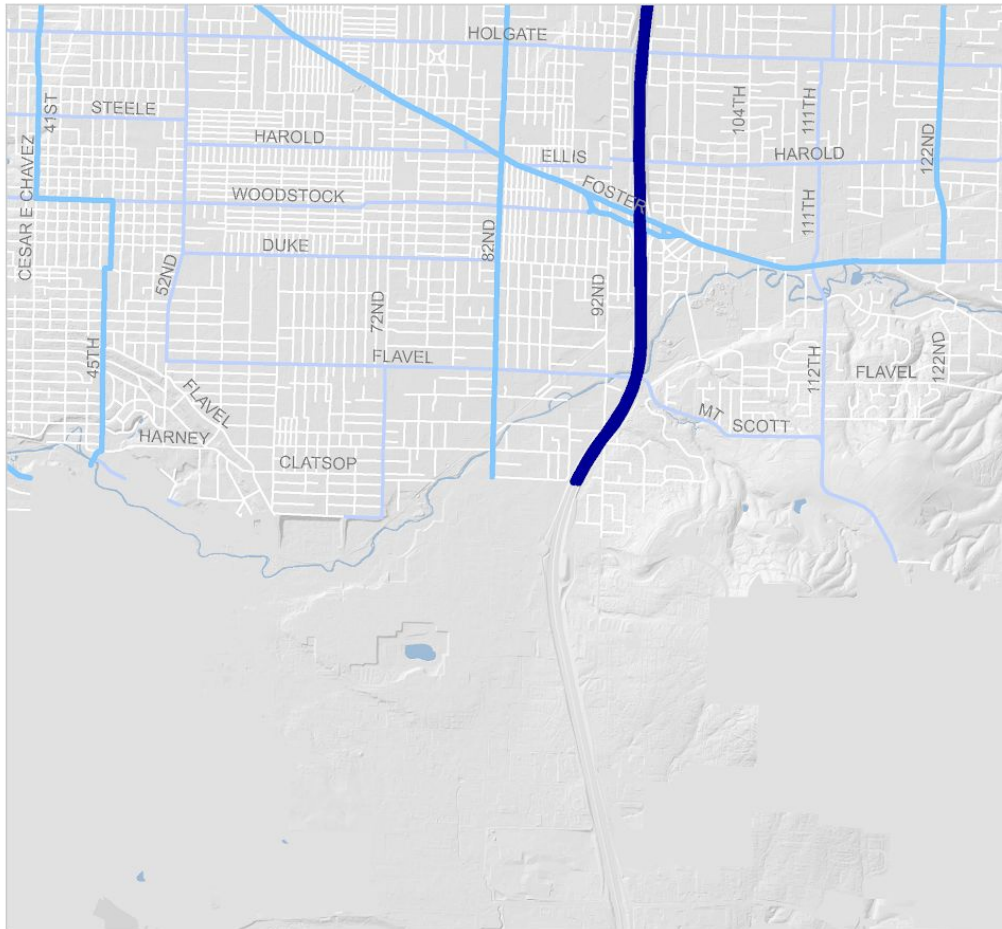 HOLGATE
STEELE
41ST
104TH
111TH
HAROLD
ELLIS
HAROLD
122ND
CESAR E CHAVEZ
WOODSTOCK
FOSTER
111TH
DUKE
82ND
52ND
92ND
72ND
45TH
FLAVEL
FLAVEL
112TH
FLAVEL
122ND
MT
SCOTT
HARNEY
CLATSOP